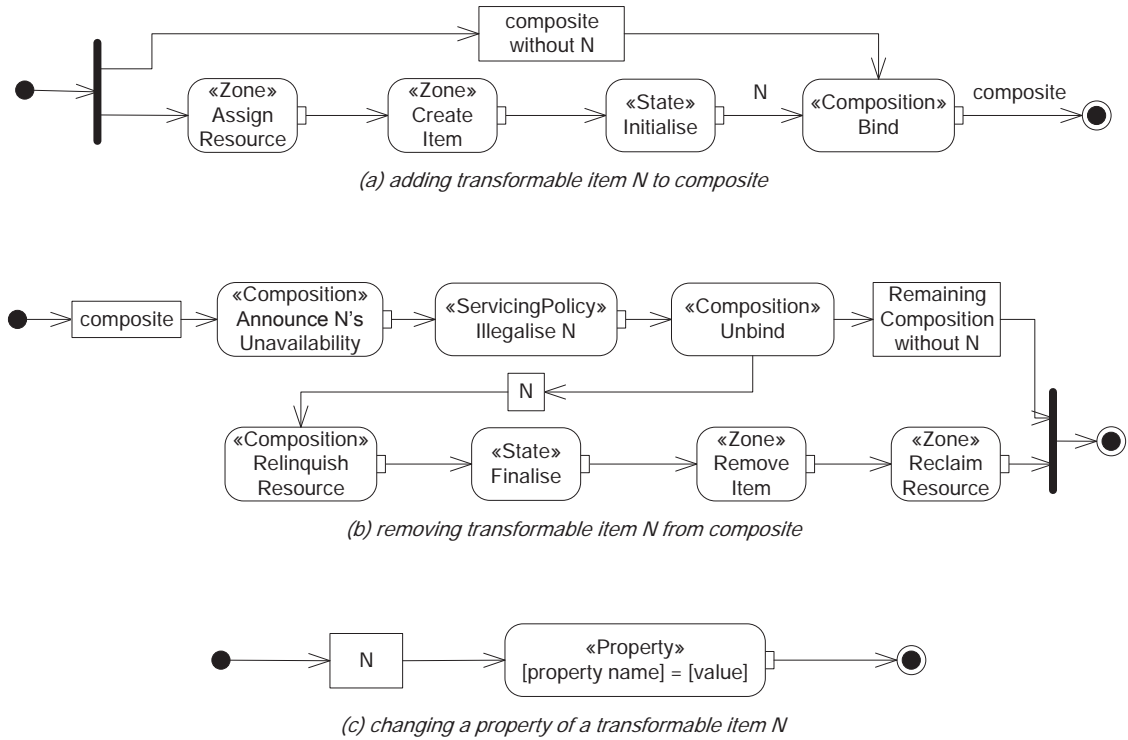 composite
without N
«Zone»
Assign
Resource
«Zone»
Create
Item
«State»
Initialise
N
«Composition»
Bind
composite
(a) adding transformable item N to composite
composite
«Composition»
Announce N's
Unavailability
«ServicingPolicy»
Illegalise N
«Composition»
Unbind
Remaining
Composition
without N
N
«Composition»
Relinquish
Resource
«State»
Finalise
«Zone»
Remove
Item
«Zone»
Reclaim
Resource
(b) removing transformable item N from composite
N
«Property»
[property name] = [value]
(c) changing a property of a transformable item N